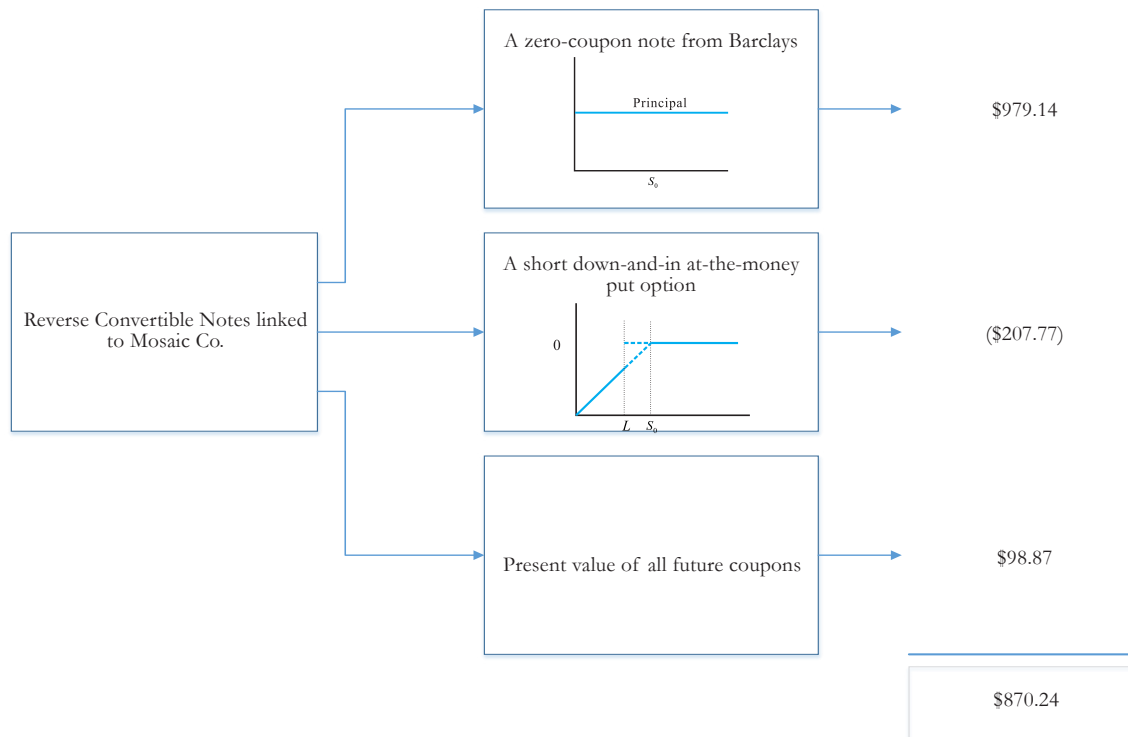 A zero-coupon note from Barclays
Principal
S₀
$979.14
Reverse Convertible Notes linked
to Mosaic Co.
A short down-and-in at-the-money
put option
0
L S₀
($207.77)
Present value of all future coupons
$98.87
$870.24